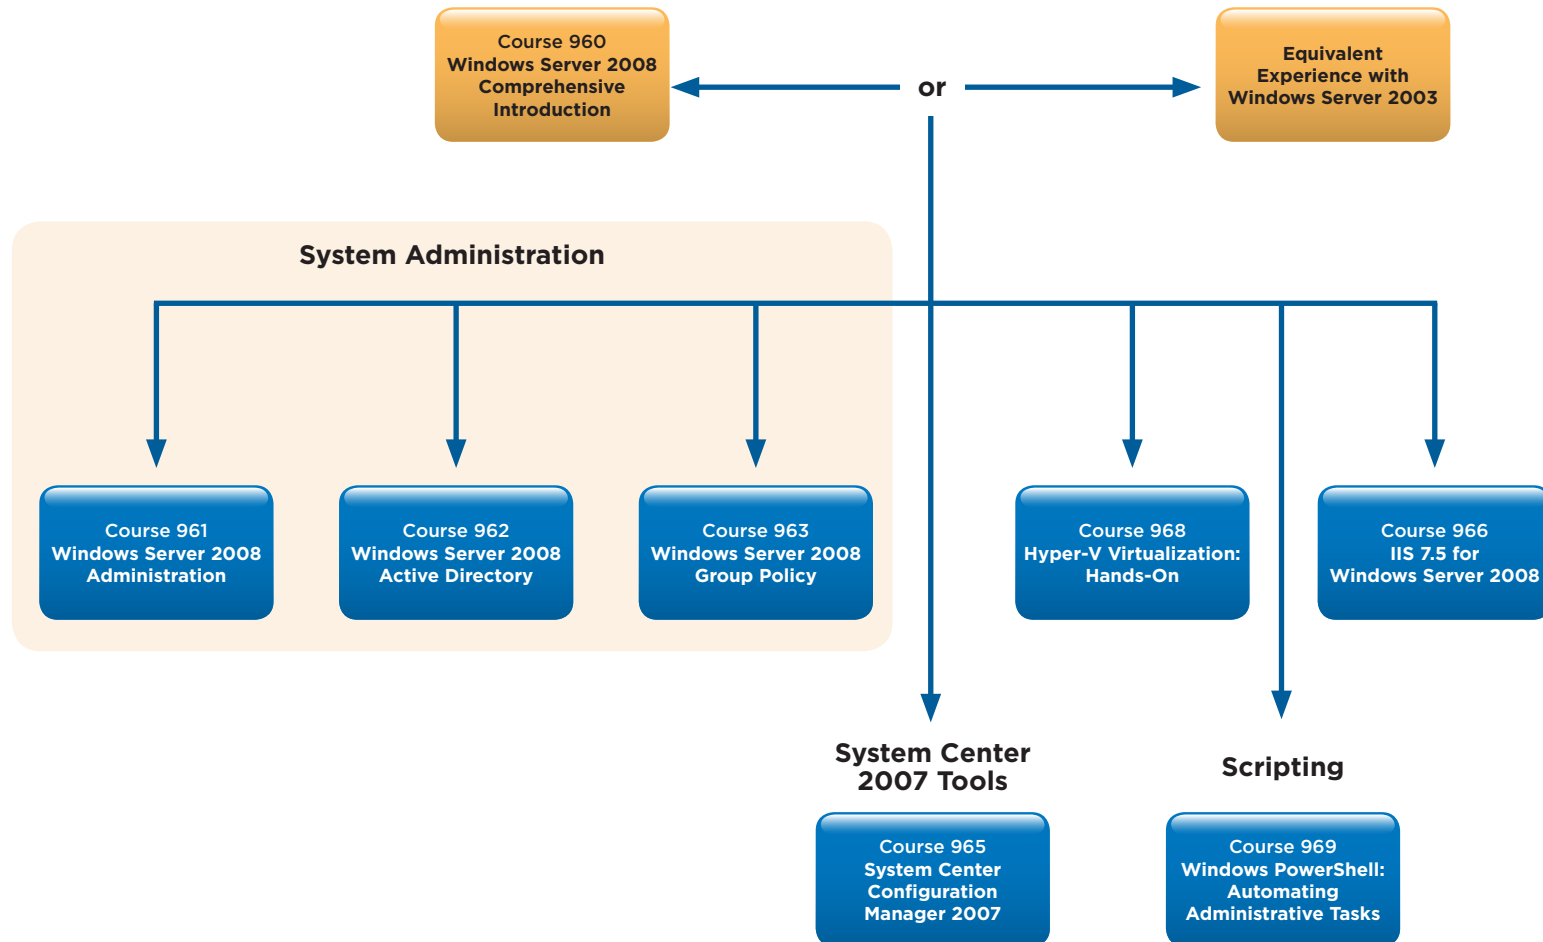 Course 960
Windows Server 2008
Comprehensive
Introduction
or
Equivalent
Experience with
Windows Server 2003
System Administration
Course 961
Windows Server 2008
Administration
Course 962
Windows Server 2008
Active Directory
Course 963
Windows Server 2008
Group Policy
Course 968
Hyper-V Virtualization:
Hands-On
Course 966
IIS 7.5 for
Windows Server 2008
System Center
2007 Tools
Course 965
System Center
Configuration
Manager 2007
Scripting
Course 969
Windows PowerShell:
Automating
Administrative Tasks